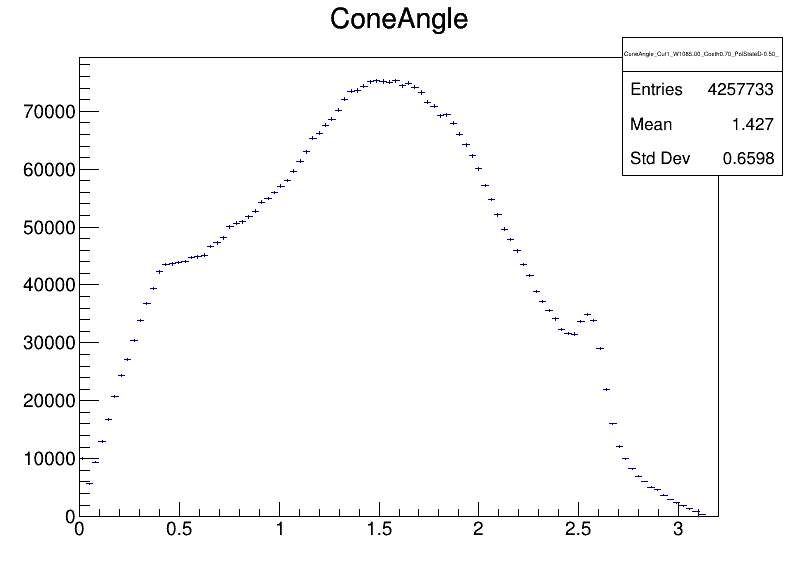 ConeAngle
ConeAngle_Cut1_W1085.00_Costh0.70_PolStateD-0.50_
Entries 4257733
Mean 1.427
Std Dev 0.6598
70000
60000
50000
40000
30000
20000
10000
0
0 0.5 1 1.5 2 2.5 3